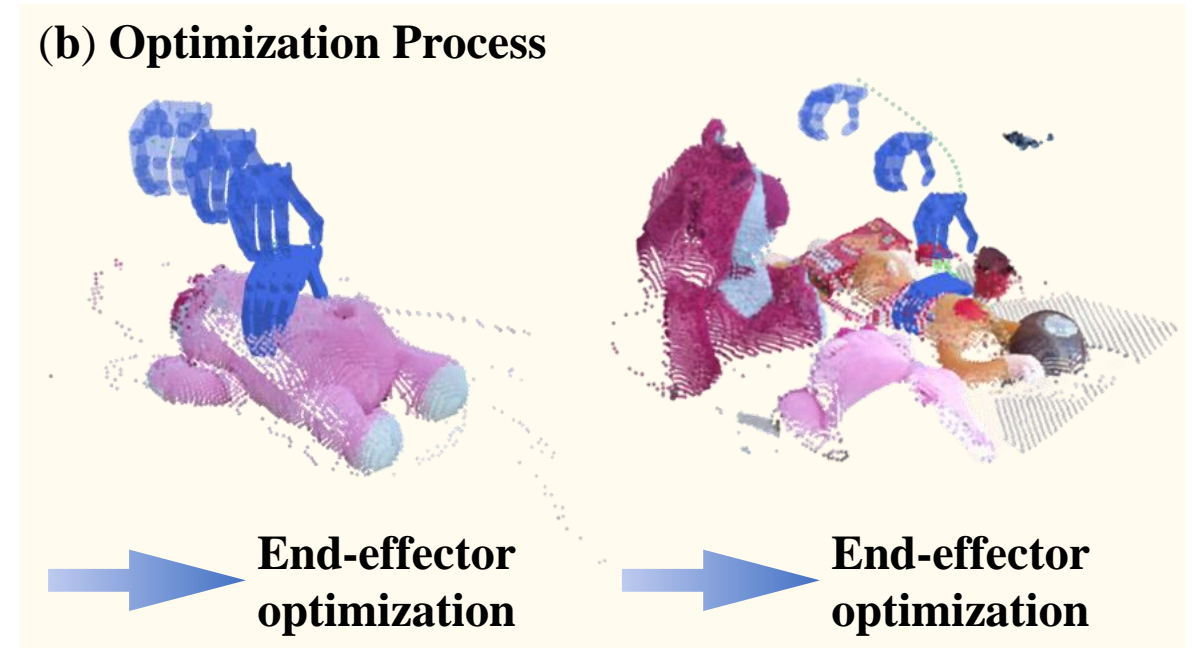 (b) Optimization Process
End-effector
optimization
End-effector
optimization